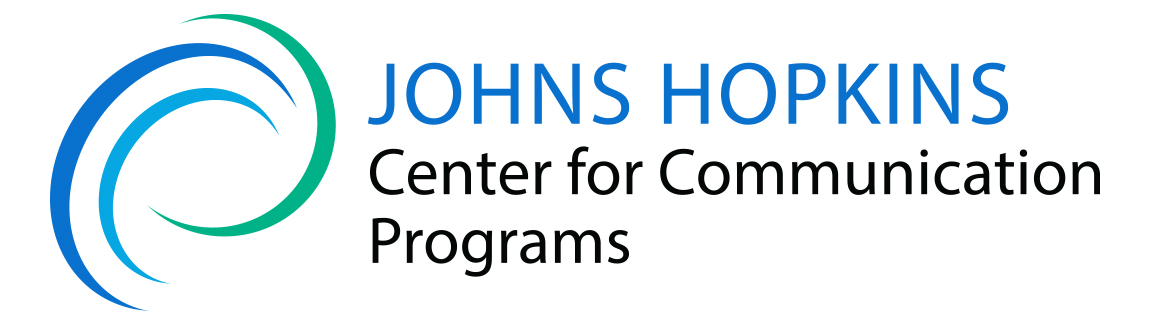 JOHNS HOPKINS
Center for Communication
Programs